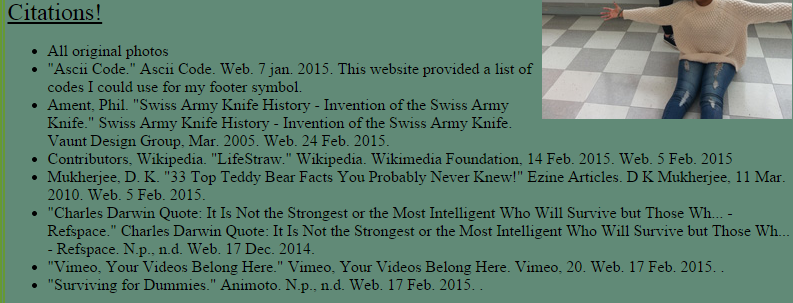 Citations!
All original photos
"Ascii Code." Ascii Code. Web. 7 jan. 2015. This website provided a list of
codes I could use for my footer symbol.
Ament, Phil. "Swiss Army Knife History - Invention of the Swiss Army
Knife." Swiss Army Knife History - Invention of the Swiss Army Knife.
Vaunt Design Group, Mar. 2005. Web. 24 Feb. 2015.
Contributors, Wikipedia. "LifeStraw." Wikipedia. Wikimedia Foundation, 14 Feb. 2015. Web. 5 Feb. 2015
Mukherjee, D. K. "33 Top Teddy Bear Facts You Probably Never Knew!" Ezine Articles. D K Mukherjee, 11 Mar.
2010. Web. 5 Feb. 2015.
"Charles Darwin Quote: It Is Not the Strongest or the Most Intelligent Who Will Survive but Those Wh... -
Refspace." Charles Darwin Quote: It Is Not the Strongest or the Most Intelligent Who Will Survive but Those Wh...
- Refspace. N.p., n.d. Web. 17 Dec. 2014.
"Vimeo, Your Videos Belong Here." Vimeo, Your Videos Belong Here. Vimeo, 20. Web. 17 Feb. 2015. .
"Surviving for Dummies." Animoto. N.p., n.d. Web. 17 Feb. 2015. .